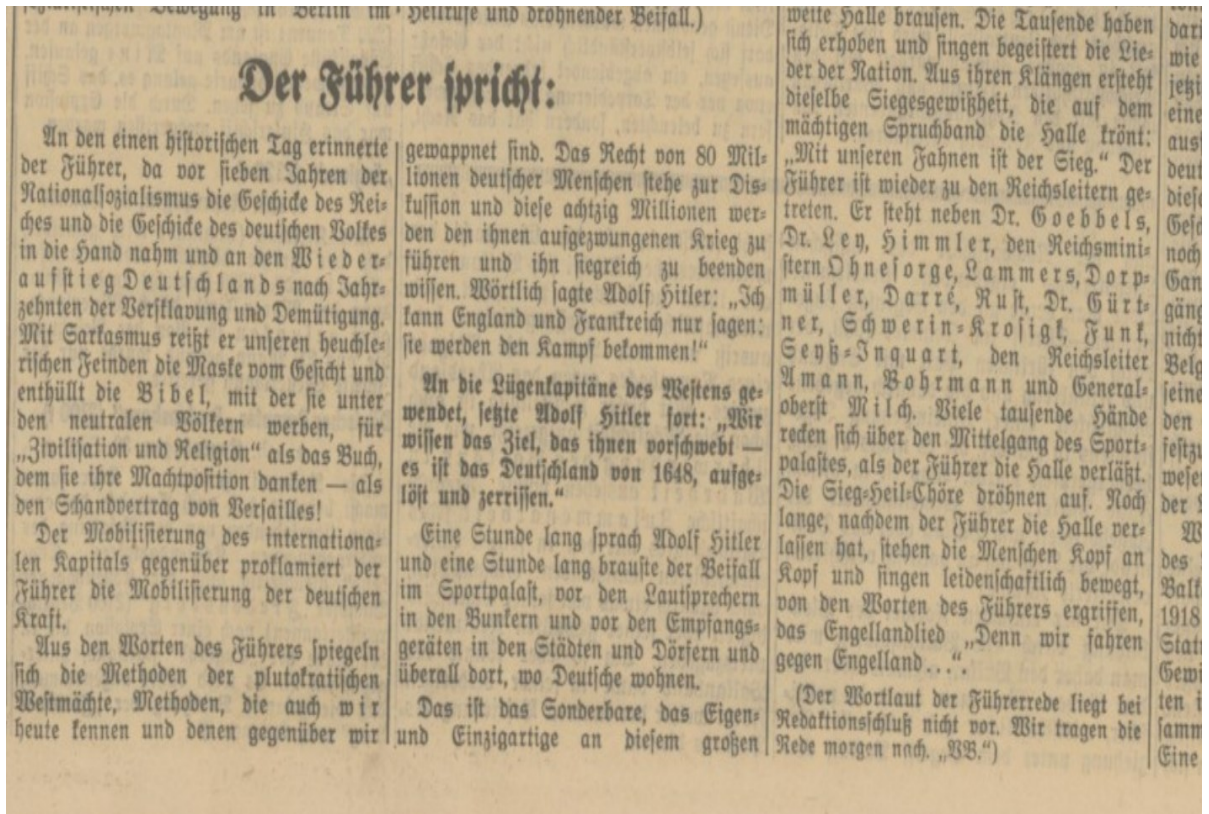 Bewegung in Berlin im
Heilrufe und dröhnender Beifall.)
Der Führer spricht:
An den einen historischen Tag erinnerte
der Führer, da vor sieben Jahren der
Nationalsozialismus die Geschicke des Rei-
ches und die Geschicke des deutschen Volkes
in die Hand nahm und an den Wieder-
aufstieg Deutschlands nach Jahr-
zehnten der Versklavung und Demütigung.
Mit Sarkasmus reißt er unseren heuchle-
rischen Feinden die Maske vom Gesicht und
enthüllt die Bibel, mit der sie unter
den neutralen Völkern werben, für
„Zivilisation und Religion“ als das Buch,
dem sie ihre Machtposition danken — als
den Schandvertrag von Versailles!
Der Mobilisierung des internationa-
len Kapitals gegenüber proklamiert der
Führer die Mobilisierung der deutschen
Kraft.
Aus den Worten des Führers spiegeln
sich die Methoden der plutokratischen
Westmächte, Methoden, die auch wir
heute kennen und denen gegenüber wir
gewappnet sind. Das Recht von 80 Mil-
lionen deutscher Menschen stehe zur Dis-
kussion und diese achtzig Millionen wer-
den den ihnen aufgezwungenen Krieg zu
führen und ihn siegreich zu beenden
wissen. Wörtlich sagte Adolf Hitler: „Ich
kann England und Frankreich nur sagen:
sie werden den Kampf bekommen!“
An die Lügenkapitäne des Westens ge-
wendet, setzte Adolf Hitler fort: „Wir
wissen das Ziel, das ihnen vorschwebt —
es ist das Deutschland von 1648, aufge-
löst und zerrissen.“
Eine Stunde lang sprach Adolf Hitler
und eine Stunde lang brauste der Beifall
im Sportpalast, vor den Lautsprechern
in den Bunkern und vor den Empfangs-
geräten in den Städten und Dörfern und
überall dort, wo Deutsche wohnen.
Das ist das Sonderbare, das Eigen-
und Einzigartige an diesem großen
weite Halle brausen. Die Tausende haben
sich erhoben und singen begeistert die Lie-
der der Nation. Aus ihren Klängen ersteht
dieselbe Siegesgewißheit, die auf dem
mächtigen Spruchband die Halle krönt:
„Mit unseren Fahnen ist der Sieg.“ Der
Führer ist wieder zu den Reichsleitern ge-
treten. Er steht neben Dr. Goebbels,
Dr. Ley, Himmler, den Reichsmini-
stern Ohnesorge, Lammers, Dorp-
müller, Darré, Rust, Dr. Gürt-
ner, Schwerin-Krosigk, Funk,
Seyß-Inquart, den Reichsleiter
Amann, Bohrmann und General-
oberst Milch. Viele tausende Hände
recken sich über den Mittelgang des Sport-
palastes, als der Führer die Halle verläßt.
Die Sieg-Heil-Chöre dröhnen auf. Noch
lange, nachdem der Führer die Halle ver-
lassen hat, stehen die Menschen Kopf an
Kopf und singen leidenschaftlich bewegt,
von den Worten des Führers ergriffen,
das Engellandlied „Denn wir fahren
gegen Engelland...“
(Der Wortlaut der Führerrede liegt bei
Redaktionsschluß nicht vor. Wir tragen die
Rede morgen nach. „VB.“)
wie
eine
noch
nicht
den
der
des
1918
Eine